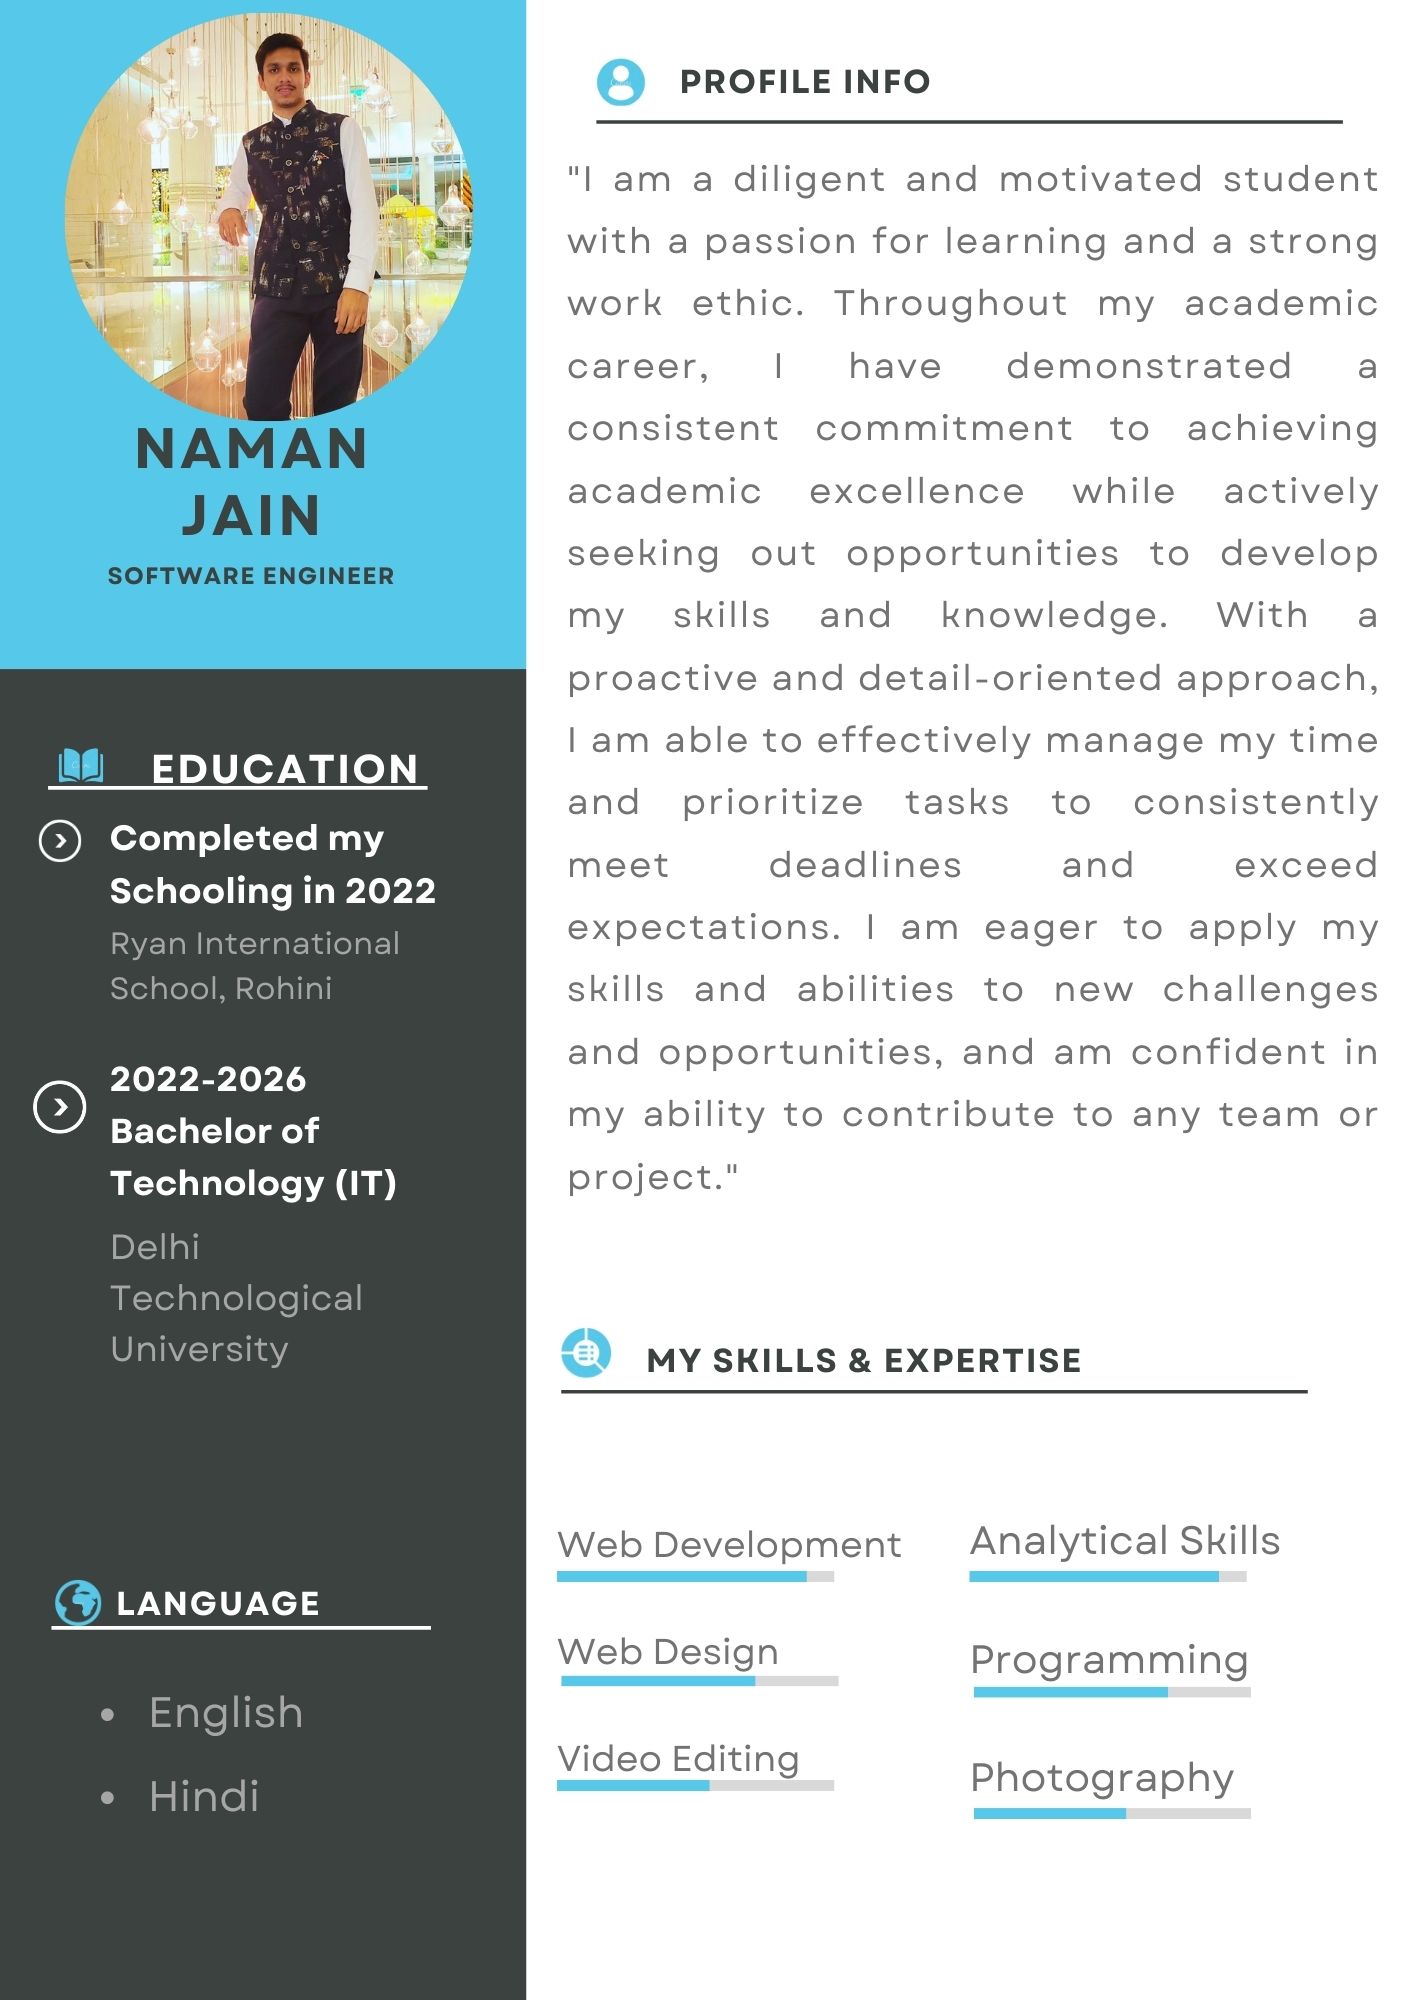 NAMAN
JAIN
SOFTWARE ENGINEER
EDUCATION
Completed my
Schooling in 2022
Ryan International
School, Rohini
2022-2026
Bachelor of
Technology (IT)
Delhi
Technological
University
LANGUAGE
• English
• Hindi
PROFILE INFO
"I am a diligent and motivated student
with a passion for learning and a strong
work ethic. Throughout my academic
career, I have demonstrated a
consistent commitment to achieving
academic excellence while actively
seeking out opportunities to develop
my skills and knowledge. With a
proactive and detail-oriented approach,
I am able to effectively manage my time
and prioritize tasks to consistently
meet deadlines and exceed
expectations. I am eager to apply my
skills and abilities to new challenges
and opportunities, and am confident in
my ability to contribute to any team or
project."
MY SKILLS & EXPERTISE
Web Development
Web Design
Video Editing
Analytical Skills
Programming
Photography